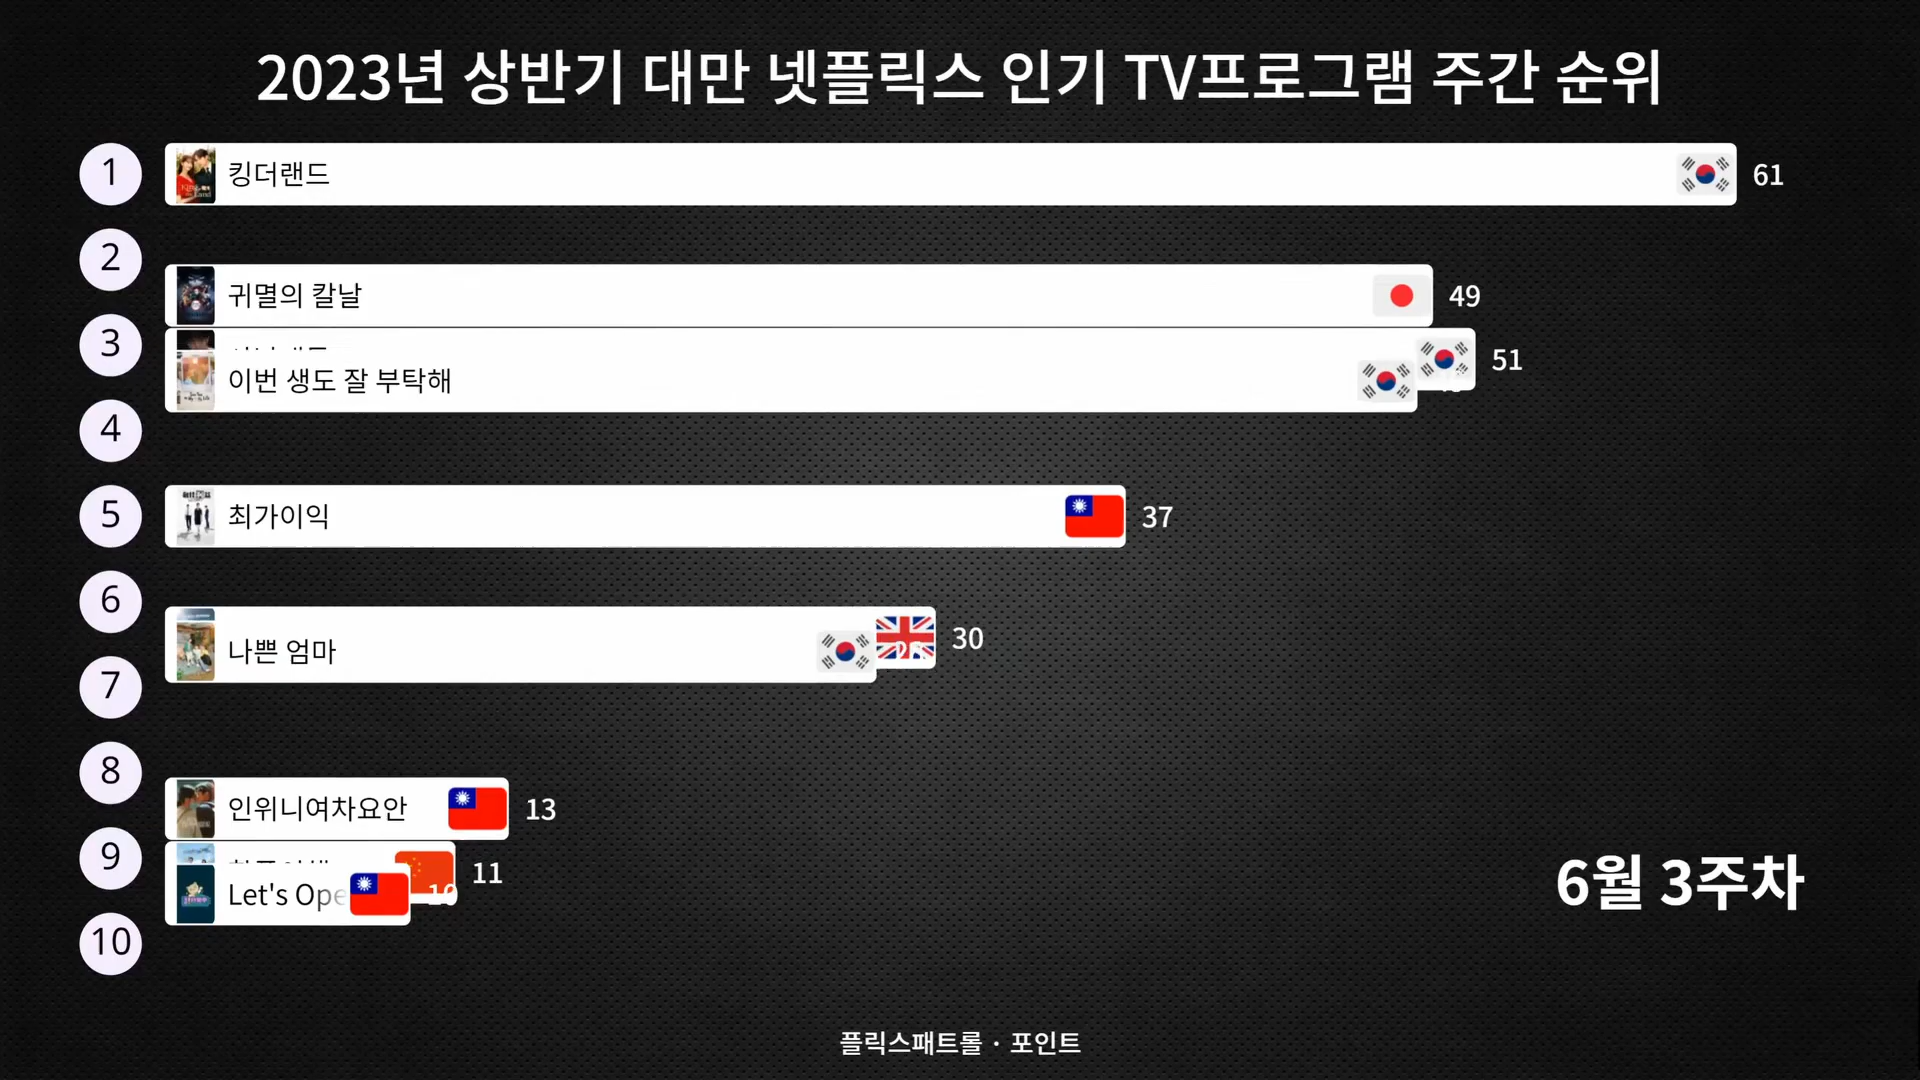 2023년 상반기 대만 넷플릭스 인기 TV프로그램 주간 순위
1
킹더랜드
61
2
귀멸의 칼날
49
3
51
이번 생도 잘 부탁해
4
5
최가이익
37
6
30
나쁜 엄마
7
8
인위니여차요안
13
9
11
Let's Ope
10
10
6월 3주차
플릭스패트롤 · 포인트